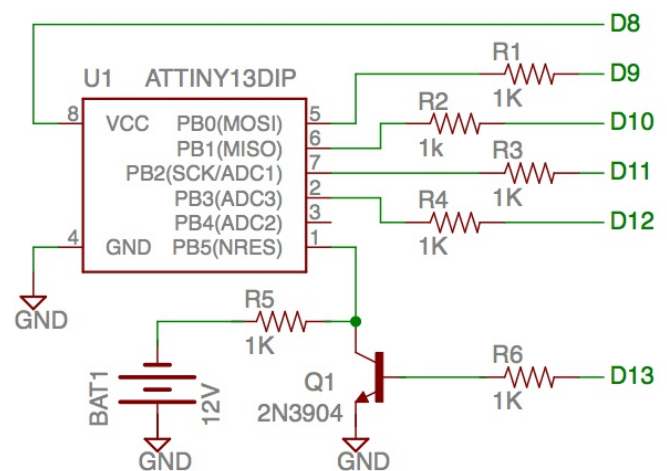 D8
U1 ATTINY13DIP
R1
1K
D9
8 VCC PB0(MOSI) 5
R2
1k
D10
PB1(MISO) 6
R3
1K
D11
PB2(SCK/ADC1) 7
PB3(ADC3) 2
R4
1K
D12
PB4(ADC2) 3
4 GND PB5(NRES) 1
GND
R5
1K
BAT1
12V
Q1
2N3904
R6
1K
D13
GND
GND